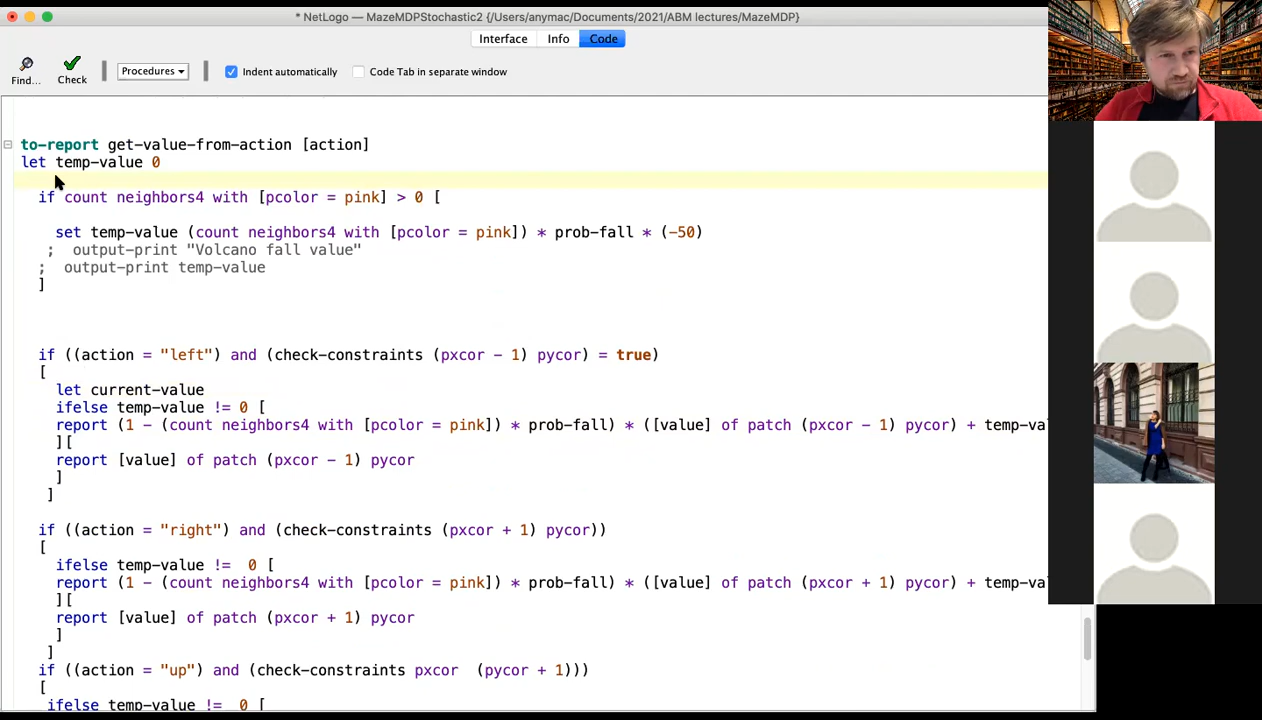 * NetLogo — MazeMDPStochastic2 {/Users/anymac/Documents/2021/ABM lectures/MazeMDP}
Interface Info Code
Find... Check Procedures Indent automatically Code Tab in separate window
to-report get-value-from-action [action]
let temp-value 0
if count neighbors4 with [pcolor = pink] > 0 [
set temp-value (count neighbors4 with [pcolor = pink]) * prob-fall * (-50)
; output-print "Volcano fall value"
; output-print temp-value
]
if ((action = "left") and (check-constraints (pxcor - 1) pycor) = true)
[
let current-value
ifelse temp-value != 0 [
report (1 - (count neighbors4 with [pcolor = pink]) * prob-fall) * ([value] of patch (pxcor - 1) pycor) + temp-va
][
report [value] of patch (pxcor - 1) pycor
]
]
if ((action = "right") and (check-constraints (pxcor + 1) pycor))
[
ifelse temp-value != 0 [
report (1 - (count neighbors4 with [pcolor = pink]) * prob-fall) * ([value] of patch (pxcor + 1) pycor) + temp-va
][
report [value] of patch (pxcor + 1) pycor
]
]
if ((action = "up") and (check-constraints pxcor (pycor + 1)))
[
ifelse temp-value != 0 [